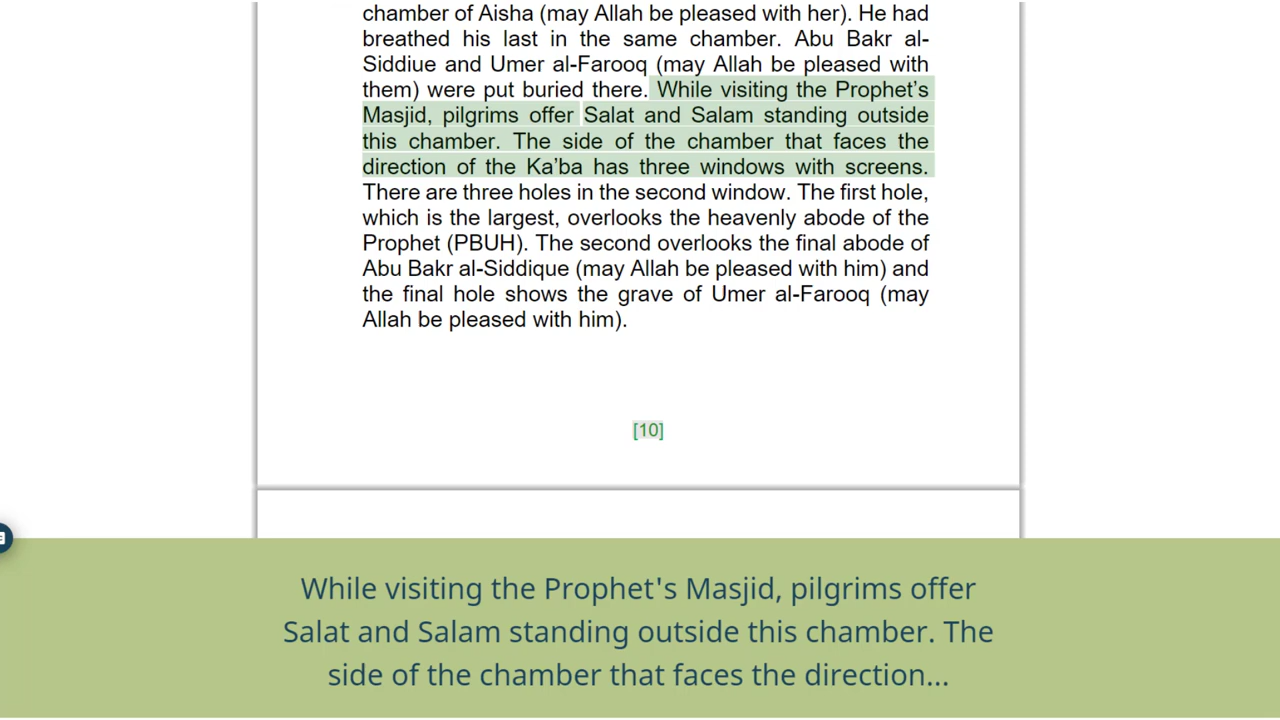 chamber of Aisha (may Allah be pleased with her). He had
breathed his last in the same chamber. Abu Bakr al-
Siddiue and Umer al-Farooq (may Allah be pleased with
them) were put buried there. While visiting the Prophet’s
Masjid, pilgrims offer Salat and Salam standing outside
this chamber. The side of the chamber that faces the
direction of the Ka’ba has three windows with screens.
There are three holes in the second window. The first hole,
which is the largest, overlooks the heavenly abode of the
Prophet (PBUH). The second overlooks the final abode of
Abu Bakr al-Siddique (may Allah be pleased with him) and
the final hole shows the grave of Umer al-Farooq (may
Allah be pleased with him).
[10]
While visiting the Prophet's Masjid, pilgrims offer
Salat and Salam standing outside this chamber. The
side of the chamber that faces the direction...